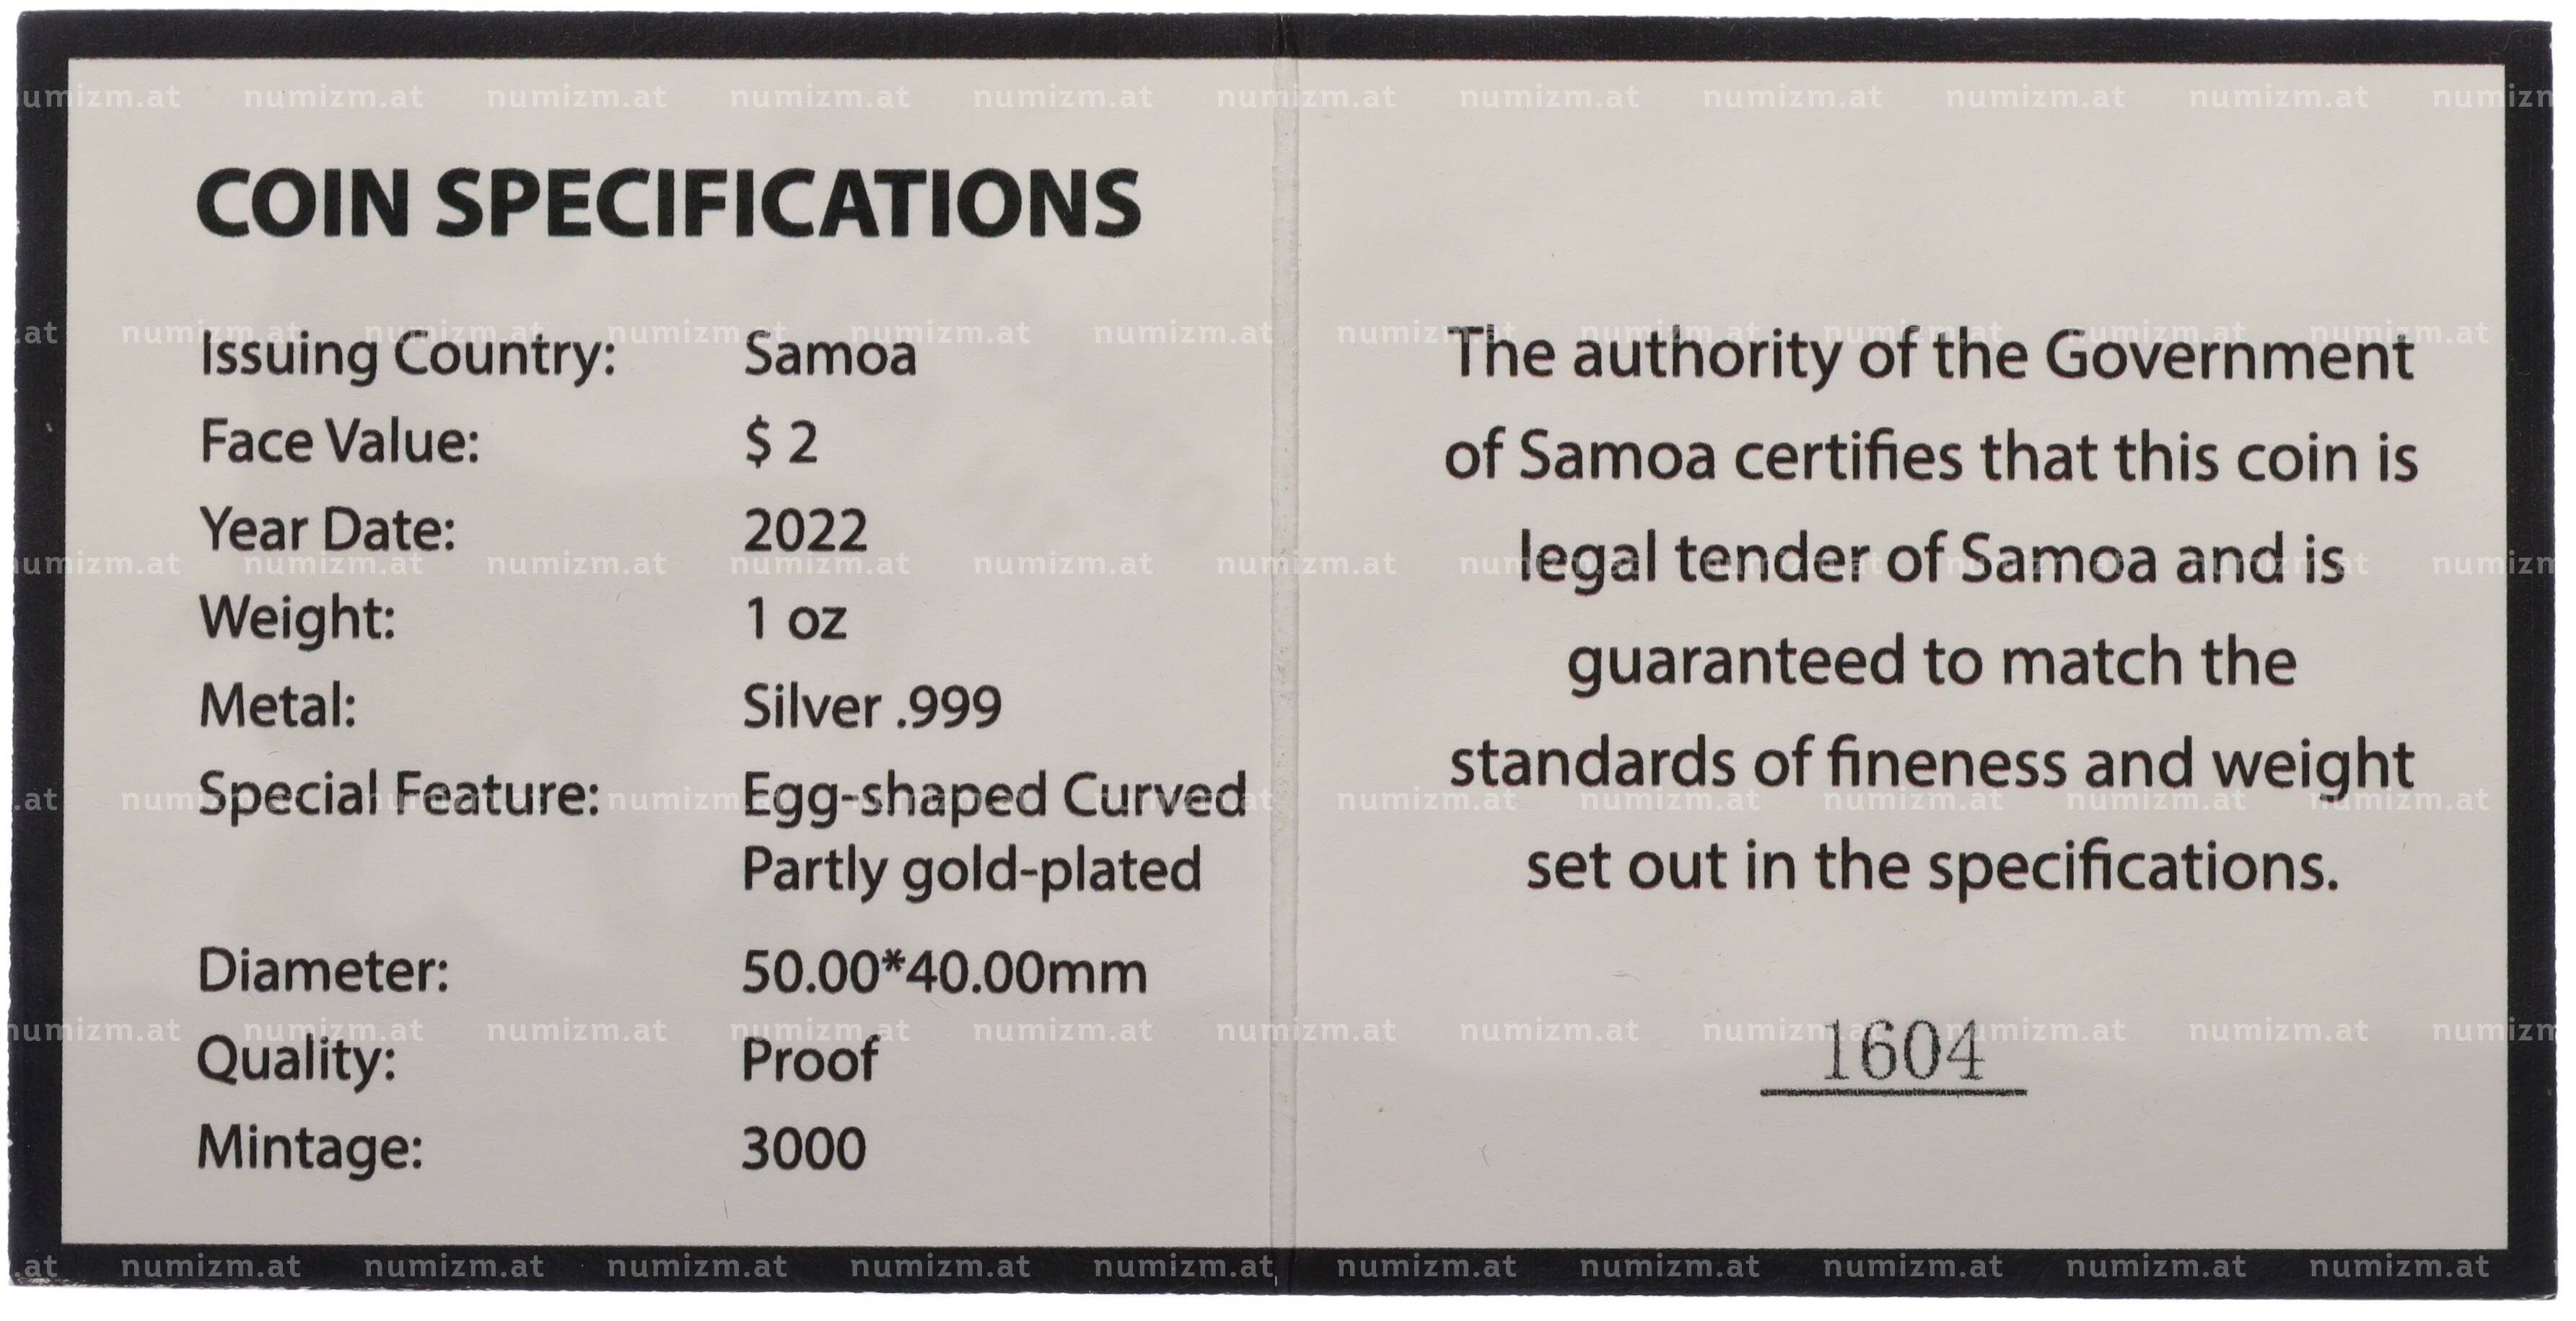 COIN SPECIFICATIONS
Issuing Country: Samoa
Face Value: $ 2
Year Date: 2022
Weight: 1 oz
Metal: Silver .999
Special Feature: Egg-shaped Curved
Partly gold-plated
Diameter: 50.00*40.00mm
Quality: Proof
Mintage: 3000
The authority of the Government
of Samoa certifies that this coin is
legal tender of Samoa and is
guaranteed to match the
standards of fineness and weight
set out in the specifications.
1604
numizm.at